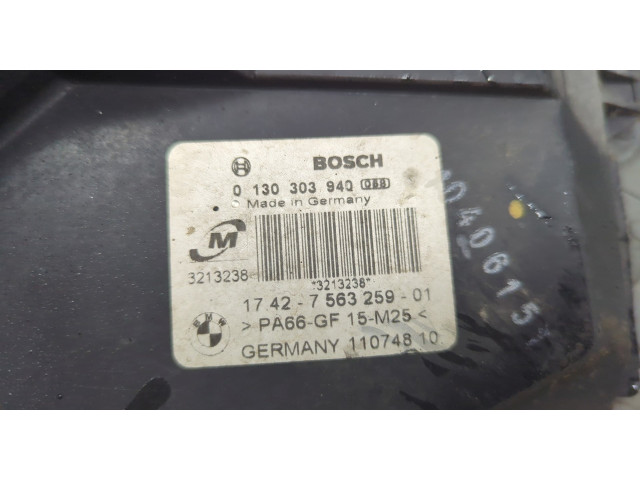 BOSCH
0 130 303 940
Made in Germany
M
3213238
*3213238*
17.42 - 7 563 259 - 01
BMW
> PA66-GF 15-M25 <
GERMANY 110748 10